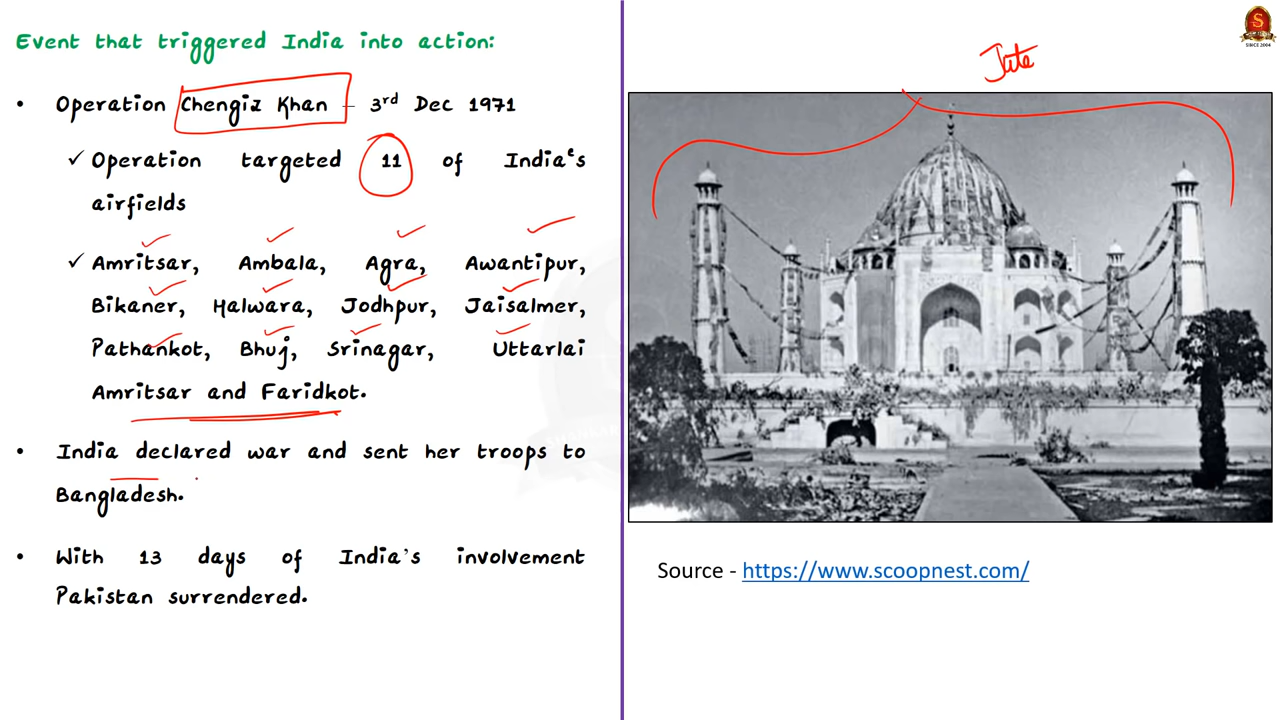 Event that triggered India into action:
• Operation Chengiz Khan – 3rd Dec 1971
✓ Operation targeted 11 of India's
airfields
✓ Amritsar, Ambala, Agra, Awantipur,
Bikaner, Halwara, Jodhpur, Jaisalmer,
Pathankot, Bhuj, Srinagar, Uttarlai
Amritsar and Faridkot.
• India declared war and sent her troops to
Bangladesh.
• With 13 days of India's involvement
Pakistan surrendered.
Jute
S
SINCE 2004
Source - https://www.scoopnest.com/